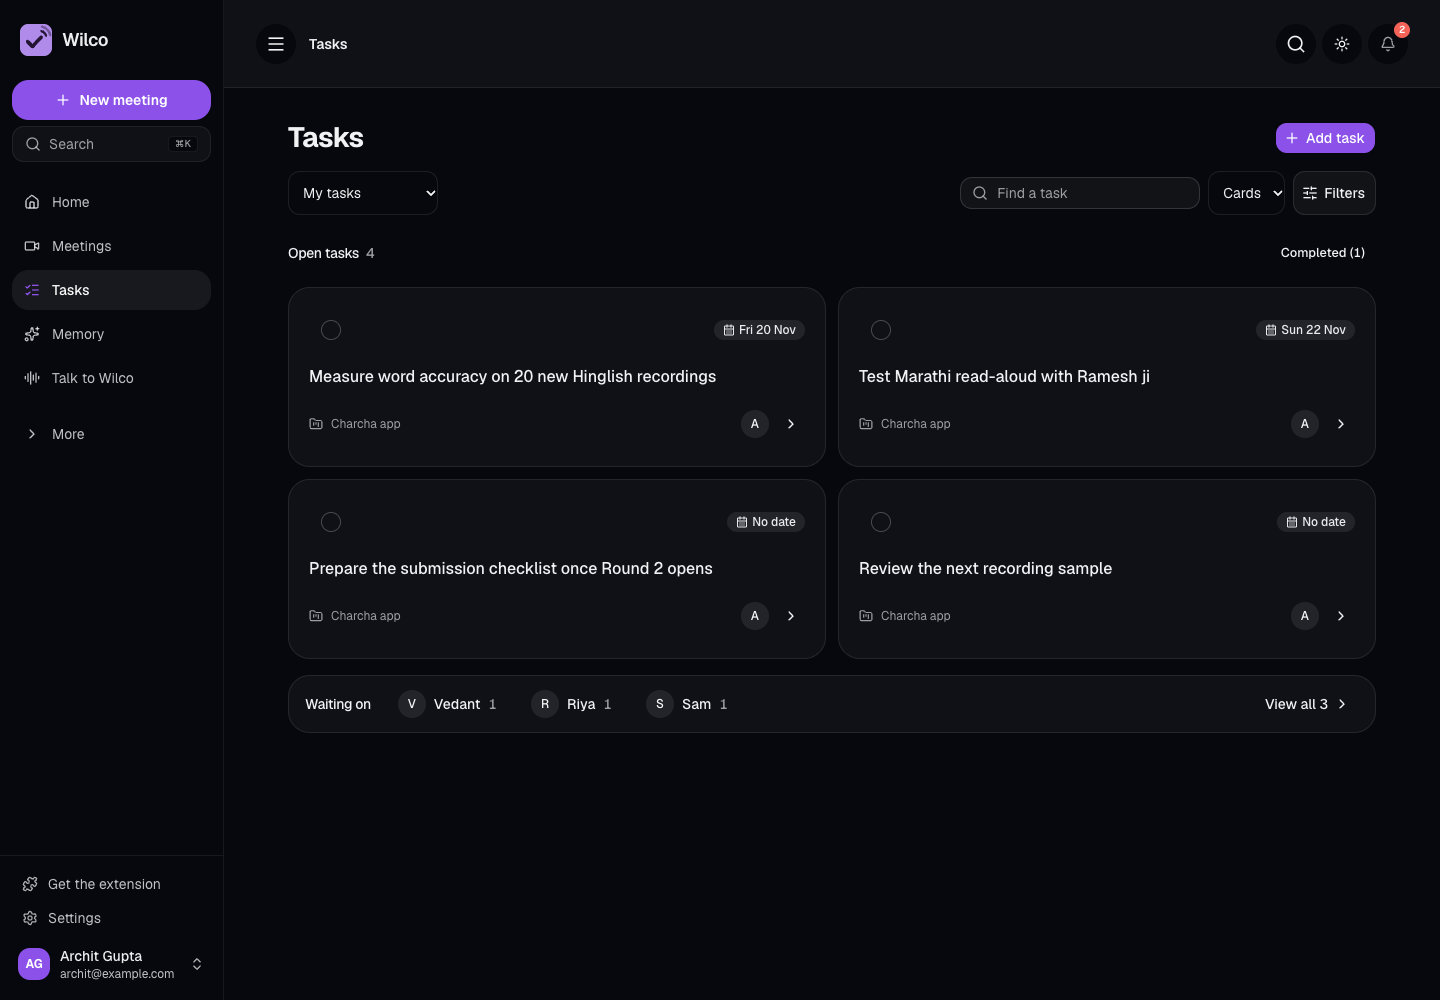 Wilco
New meeting
Search ⌘K
Home
Meetings
Tasks
Memory
Talk to Wilco
More
Get the extension
Settings
AG
Archit Gupta
archit@example.com
Tasks
2
Tasks
Add task
My tasks
Find a task
Cards
Filters
Open tasks 4
Completed (1)
Fri 20 Nov
Measure word accuracy on 20 new Hinglish recordings
Charcha app
A
Sun 22 Nov
Test Marathi read-aloud with Ramesh ji
Charcha app
A
No date
Prepare the submission checklist once Round 2 opens
Charcha app
A
No date
Review the next recording sample
Charcha app
A
Waiting on V Vedant 1 R Riya 1 S Sam 1 View all 3